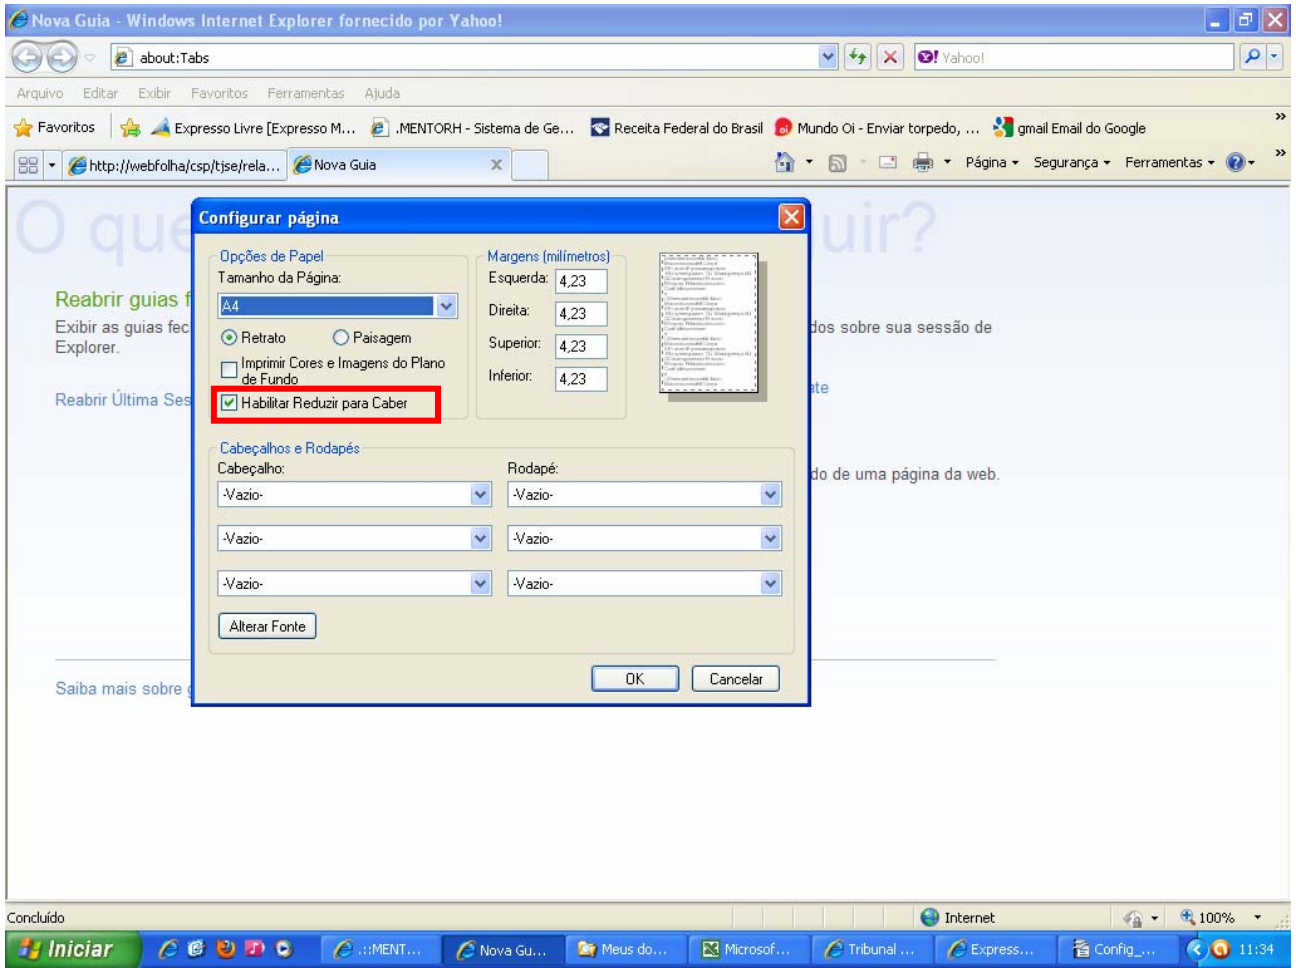 Nova Guia - Windows Internet Explorer fornecido por Yahoo!
about:Tabs
Yahoo!
Arquivo Editar Exibir Favoritos Ferramentas Ajuda
Favoritos Expresso Livre [Expresso M... .MENTORH - Sistema de Ge... Receita Federal do Brasil Mundo Oi - Enviar torpedo, ... gmail Email do Google
http://webfolha/csp/tjse/rela... Nova Guia Página Segurança Ferramentas
O que uir?
Configurar página
Opções de Papel
Tamanho da Página:
A4
Retrato Paisagem
Imprimir Cores e Imagens do Plano
de Fundo
Habilitar Reduzir para Caber
Margens (milímetros)
Esquerda: 4,23
Direita: 4,23
Superior: 4,23
Inferior: 4,23
Reabrir guias f
Exibir as guias fec dos sobre sua sessão de
Explorer.
Reabrir Última Ses ate
do de uma página da web.
Cabeçalhos e Rodapés
Cabeçalho: Rodapé:
-Vazio- -Vazio-
-Vazio- -Vazio-
-Vazio- -Vazio-
Alterar Fonte
OK Cancelar
Saiba mais sobre g
Concluído Internet 100%
Iniciar .::MENT... Nova Gu... Meus do... Microsof... Tribunal ... Express... Config_... 11:34